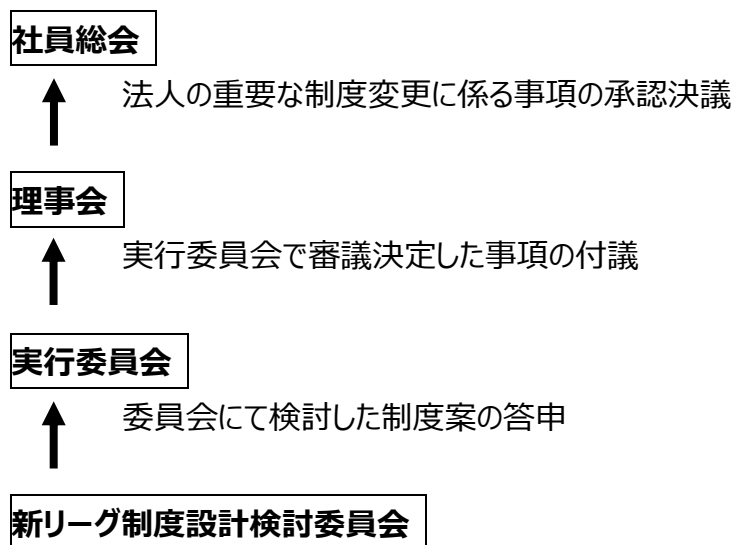 社員総会
法人の重要な制度変更に係る事項の承認決議
理事会
実行委員会で審議決定した事項の付議
実行委員会
委員会にて検討した制度案の答申
新リーグ制度設計検討委員会